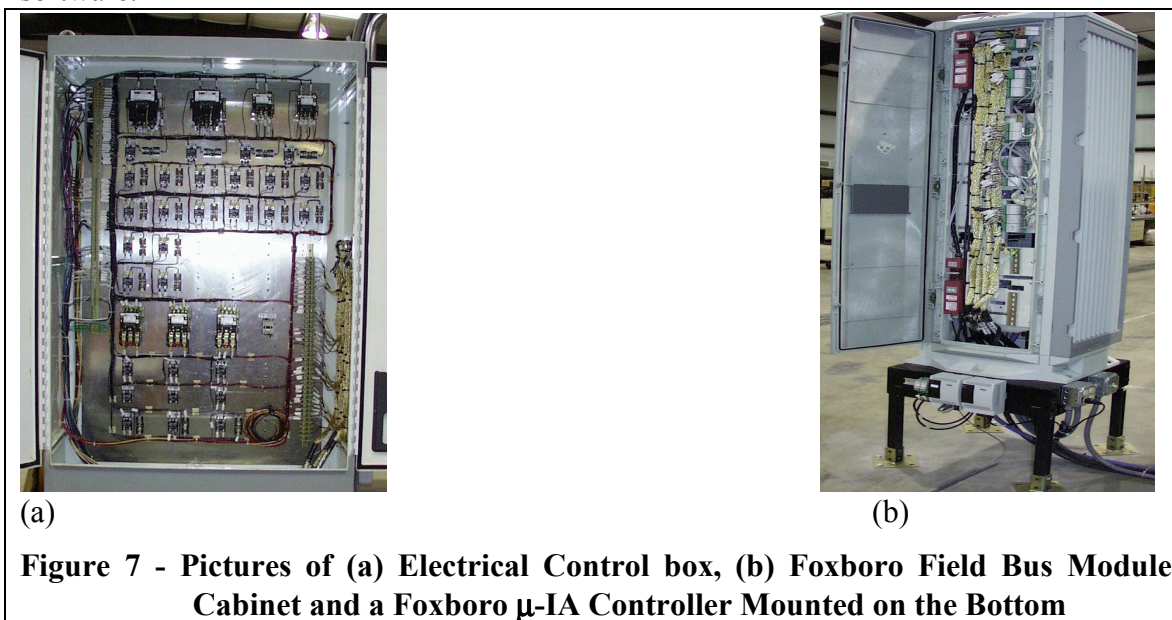 (a)
(b)
Figure 7 - Pictures of (a) Electrical Control box, (b) Foxboro Field Bus Module
Cabinet and a Foxboro μ-IA Controller Mounted on the Bottom